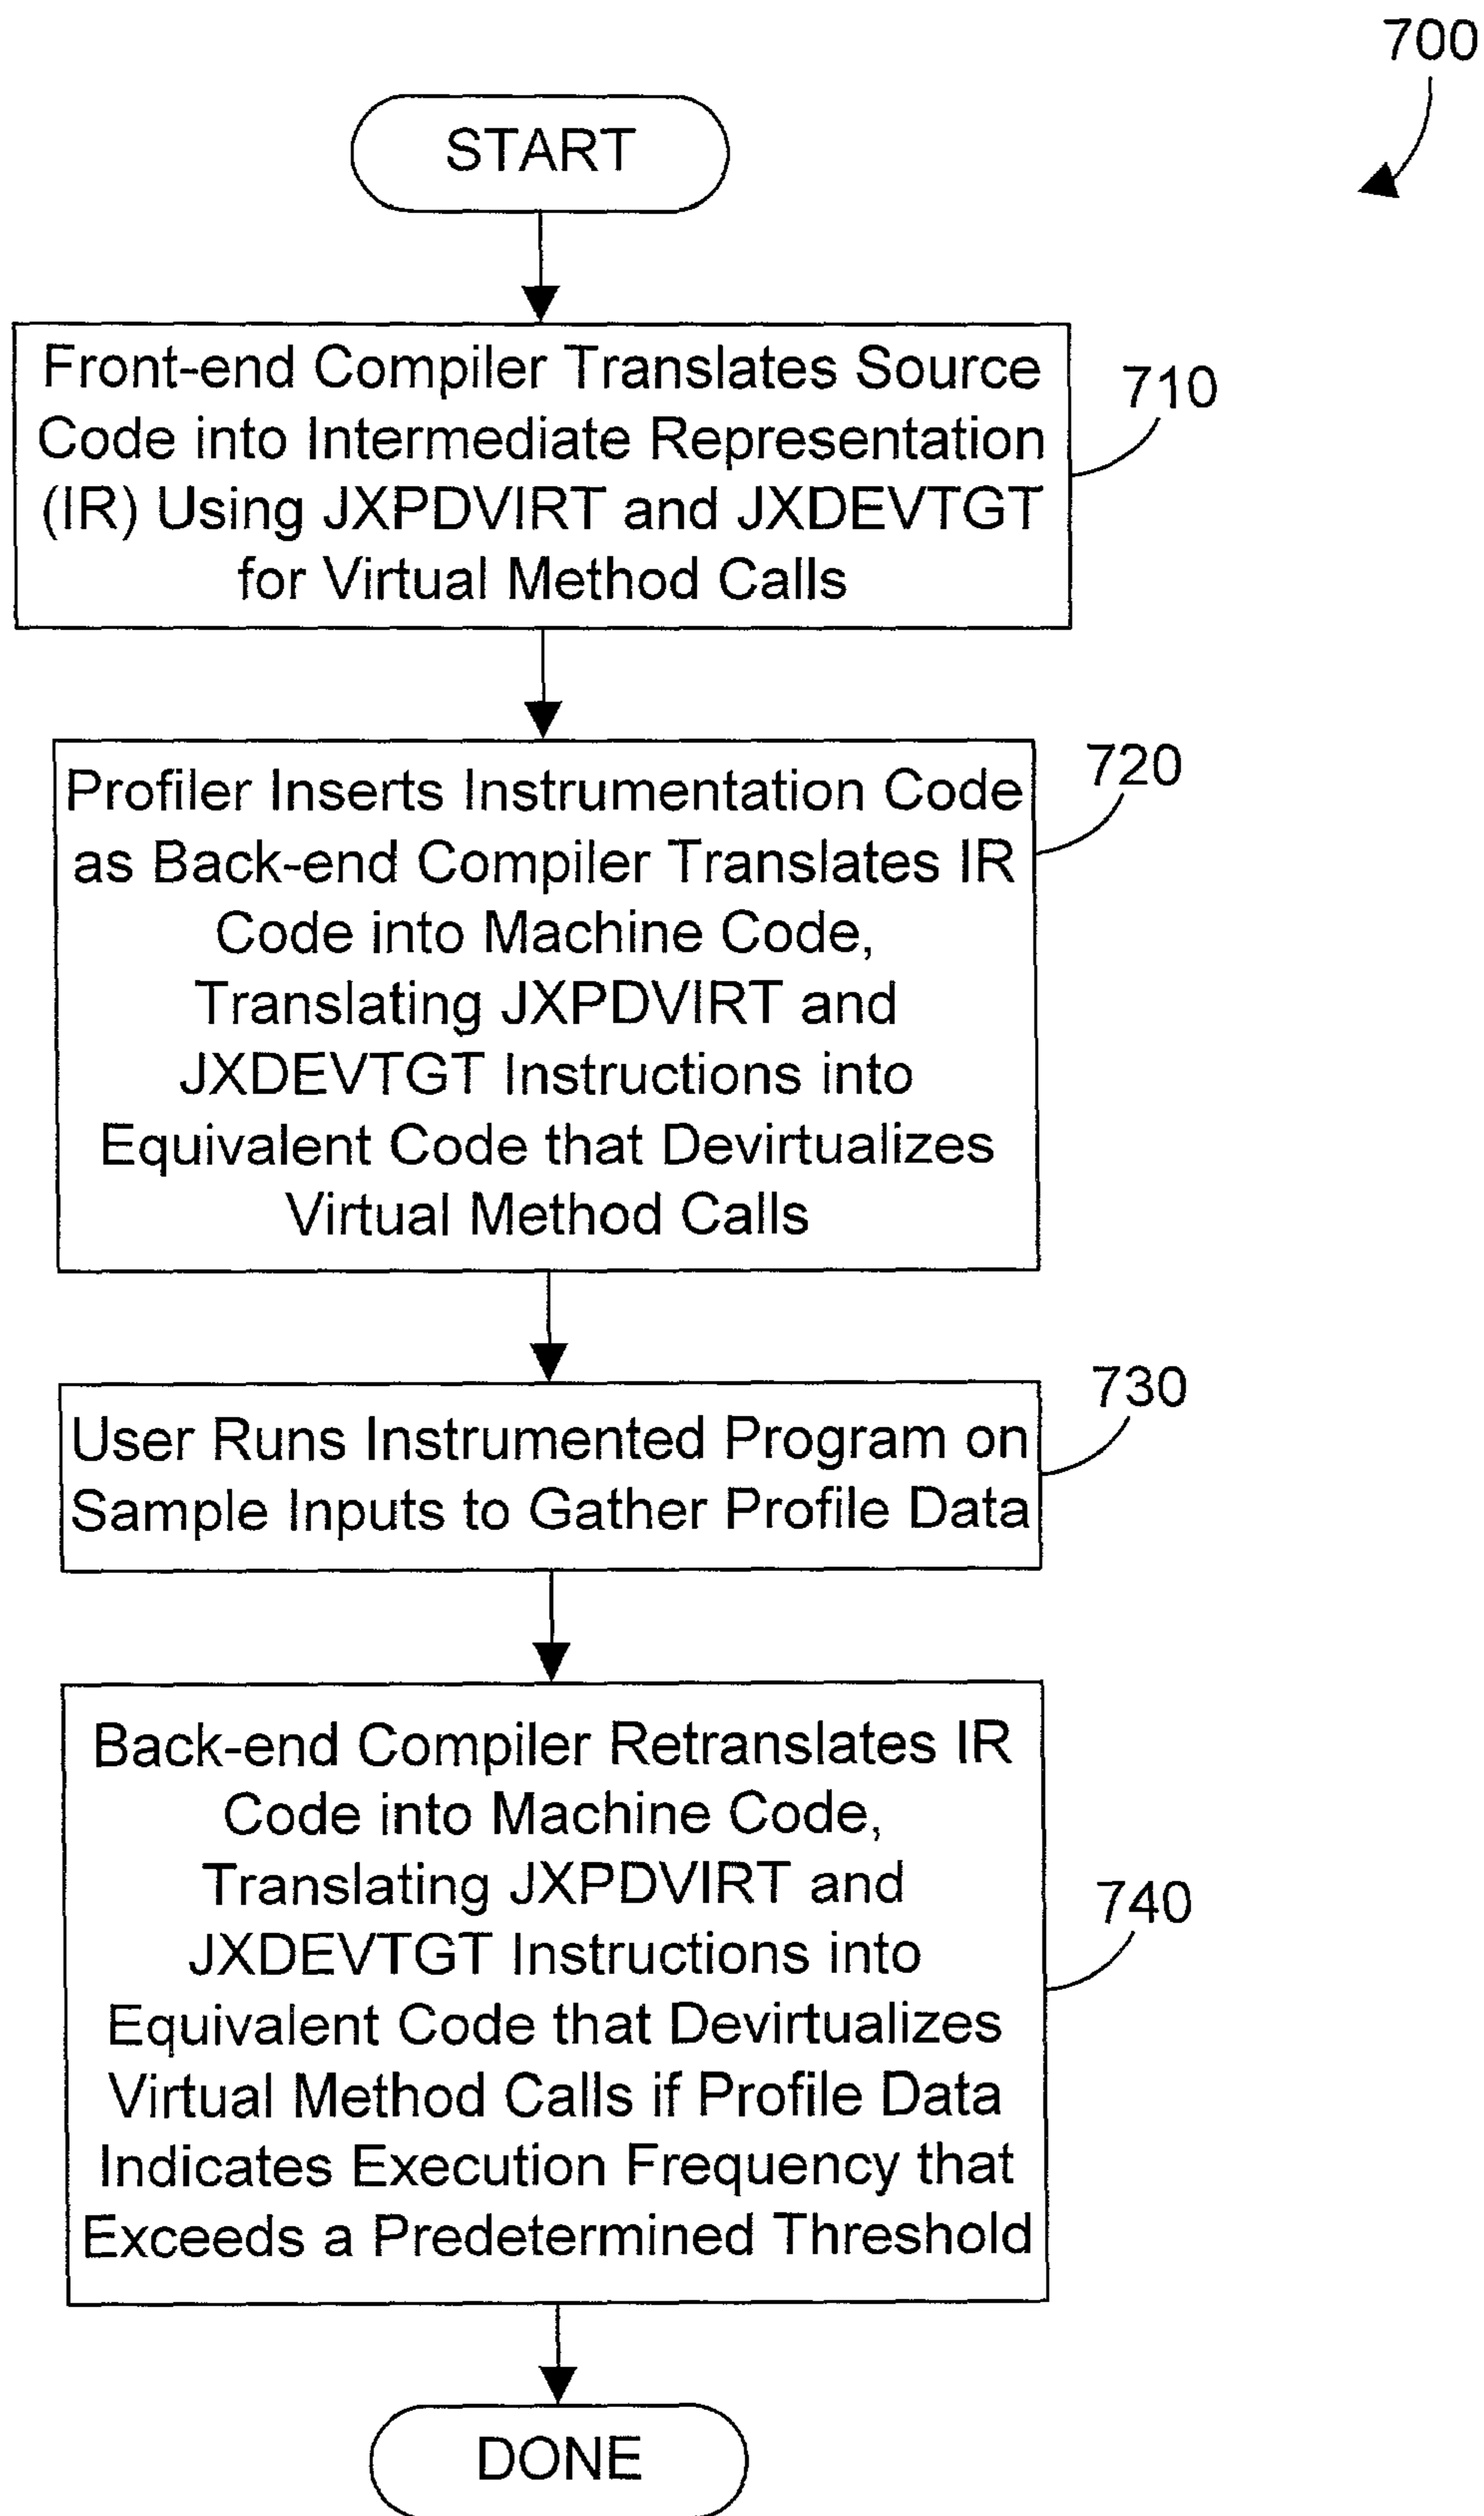 700
START
Front-end Compiler Translates Source
Code into Intermediate Representation
(IR) Using JXPDVIRT and JXDEVTGT
for Virtual Method Calls
710
Profiler Inserts Instrumentation Code
as Back-end Compiler Translates IR
Code into Machine Code,
Translating JXPDVIRT and
JXDEVTGT Instructions into
Equivalent Code that Devirtualizes
Virtual Method Calls
720
User Runs Instrumented Program on
Sample Inputs to Gather Profile Data
730
Back-end Compiler Retranslates IR
Code into Machine Code,
Translating JXPDVIRT and
JXDEVTGT Instructions into
Equivalent Code that Devirtualizes
Virtual Method Calls if Profile Data
Indicates Execution Frequency that
Exceeds a Predetermined Threshold
740
DONE